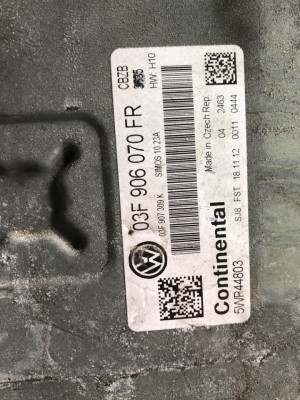 CBZB
HW H10
03F 906 070 FR
SIMOS 10.23A
03F 907 309 K
04 2463
Made in Czech Rep.
SJ8 FST 18.11.12 0011 0444
Continental
5WP44803